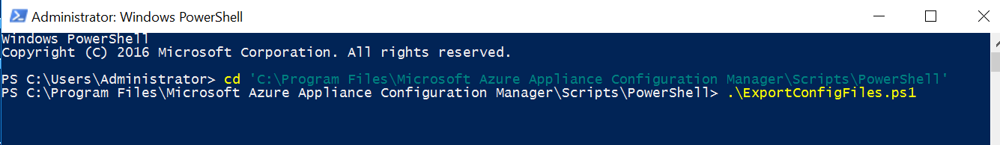 Administrator: Windows PowerShell
Windows PowerShell
Copyright (C) 2016 Microsoft Corporation. All rights reserved.
PS C:\Users\Administrator> cd 'C:\Program Files\Microsoft Azure Appliance Configuration Manager\Scripts\PowerShell'
PS C:\Program Files\Microsoft Azure Appliance Configuration Manager\Scripts\PowerShell> .\ExportConfigFiles.ps1